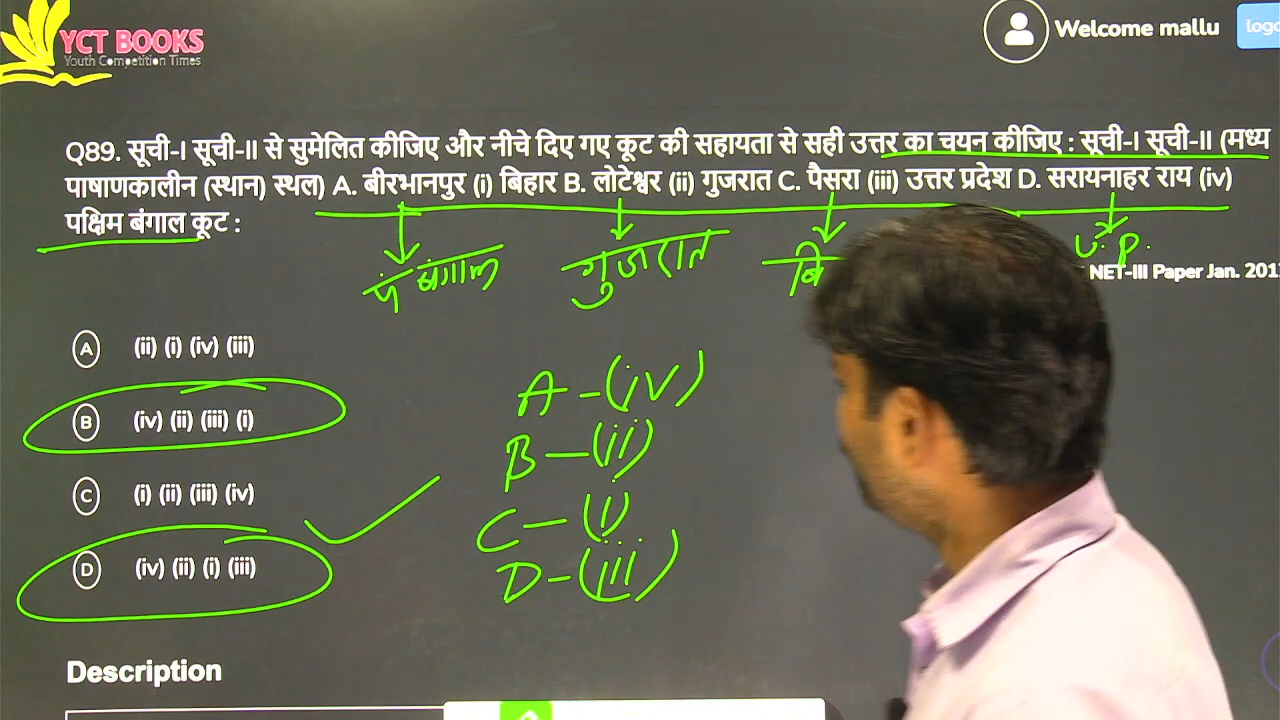 YCT BOOKS
Youth Competition Times
Welcome mallu
Q89. सूची-I सूची-II से सुमेलित कीजिए और नीचे दिए गए कूट की सहायता से सही उत्तर का चयन कीजिए : सूची-I सूची-II (मध्य
पाषाणकालीन (स्थान) स्थल) A. बीरभानपुर (i) बिहार B. लोटेश्वर (ii) गुजरात C. पैसरा (iii) उत्तर प्रदेश D. सरायनाहर राय (iv)
पश्चिम बंगाल कूट :
पं बंगाल गुजरात बि U.P.
NET-III Paper Jan. 201
A (ii) (i) (iv) (iii)
B (iv) (ii) (iii) (i)
C (i) (ii) (iii) (iv)
D (iv) (ii) (i) (iii)
A-(iv)
B-(ii)
C-(i)
D-(iii)
Description